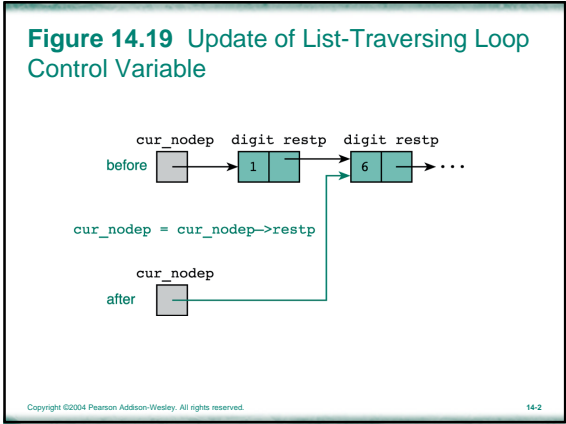 Figure 14.19 Update of List-Traversing Loop
Control Variable
cur_nodep digit restp digit restp
before 1 6 ...
cur_nodep = cur_nodep—>restp
cur_nodep
after
Copyright ©2004 Pearson Addison-Wesley. All rights reserved. 14-2